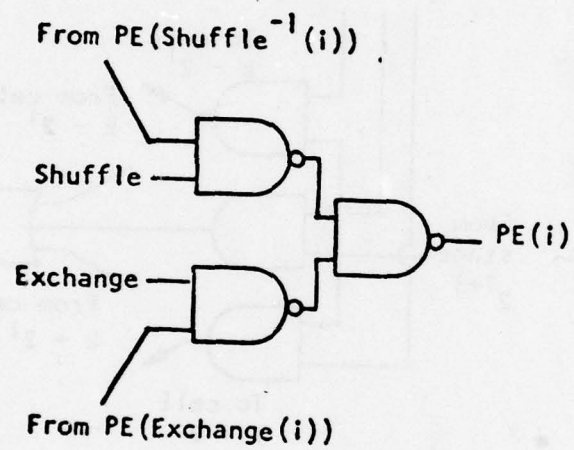 From PE(Shuffle⁻¹(i))
Shuffle
PE(i)
Exchange
From PE(Exchange(i))